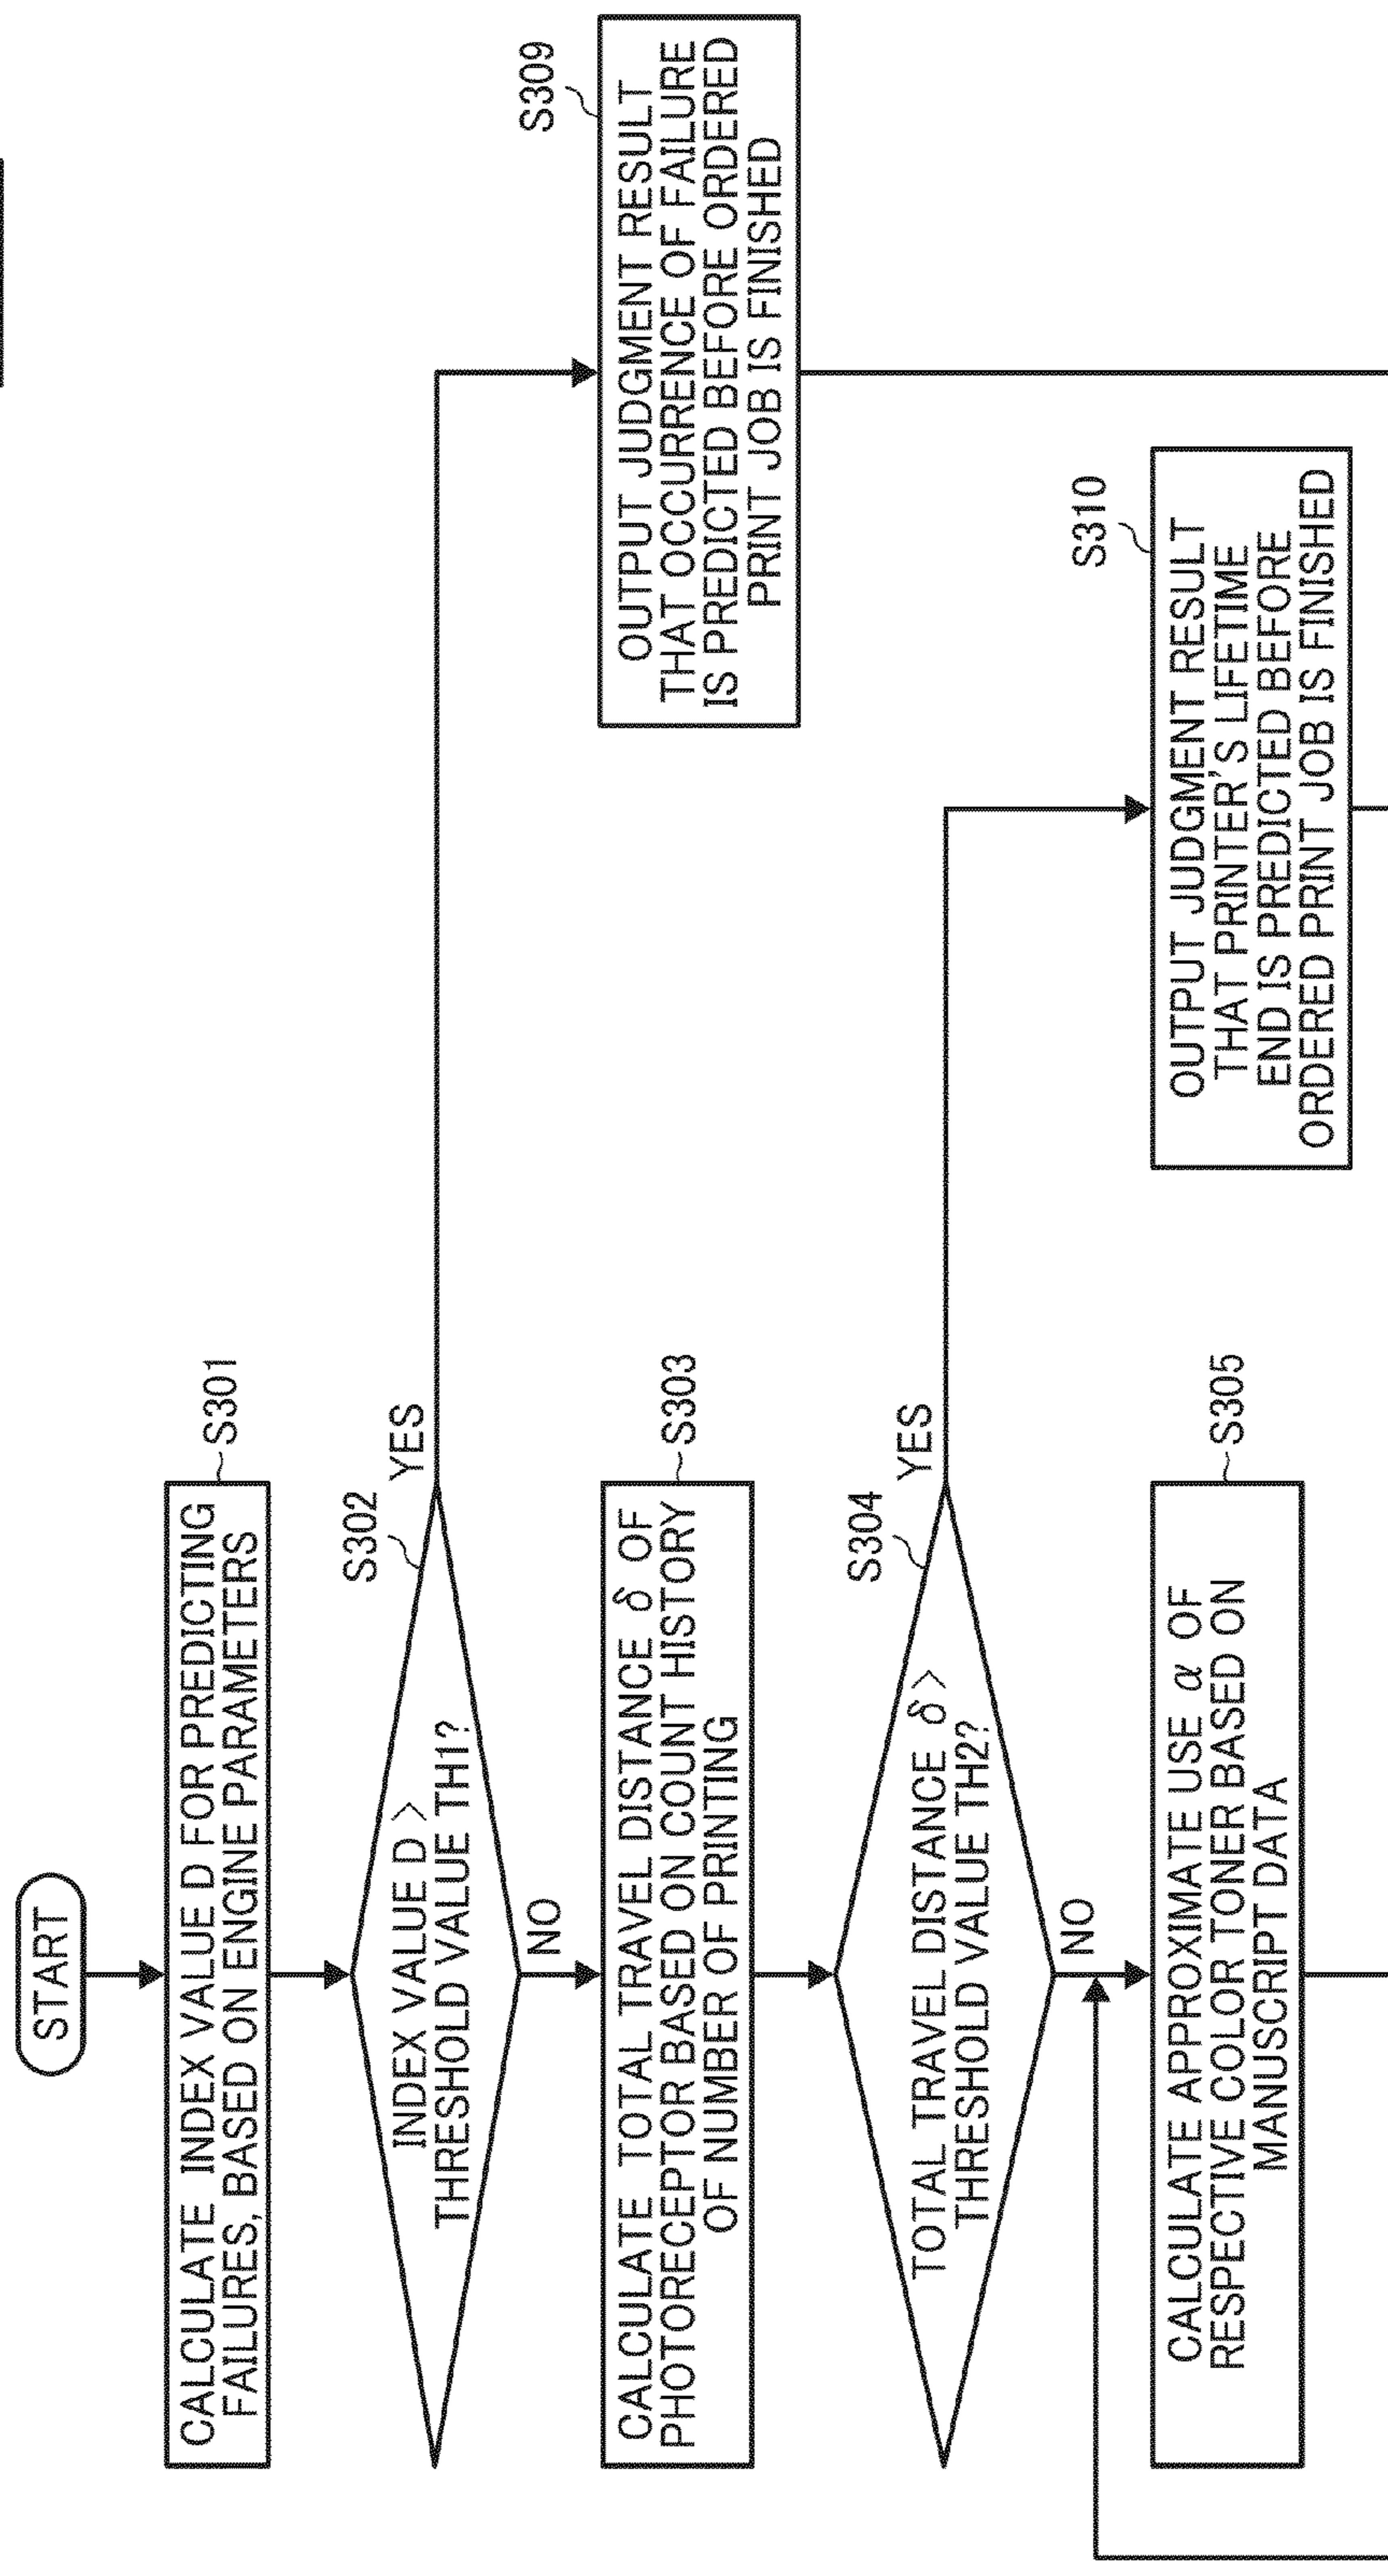 START
CALCULATE INDEX VALUE D FOR PREDICTING
FAILURES, BASED ON ENGINE PARAMETERS
S301
S302
INDEX VALUE D >
THRESHOLD VALUE TH1?
YES
NO
S309
OUTPUT JUDGMENT RESULT
THAT OCCURRENCE OF FAILURE
IS PREDICTED BEFORE ORDERED
PRINT JOB IS FINISHED
CALCULATE TOTAL TRAVEL DISTANCE δ OF
PHOTORECEPTOR BASED ON COUNT HISTORY
OF NUMBER OF PRINTING
S303
S304
TOTAL TRAVEL DISTANCE δ >
THRESHOLD VALUE TH2?
YES
NO
S310
OUTPUT JUDGMENT RESULT
THAT PRINTER'S LIFETIME
END IS PREDICTED BEFORE
ORDERED PRINT JOB IS FINISHED
CALCULATE APPROXIMATE USE α OF
RESPECTIVE COLOR TONER BASED ON
MANUSCRIPT DATA
S305